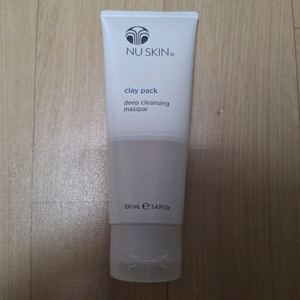 NU SKIN®
clay pack
deep cleansing
masque
100 mL ℮ 3.4 Fl Oz